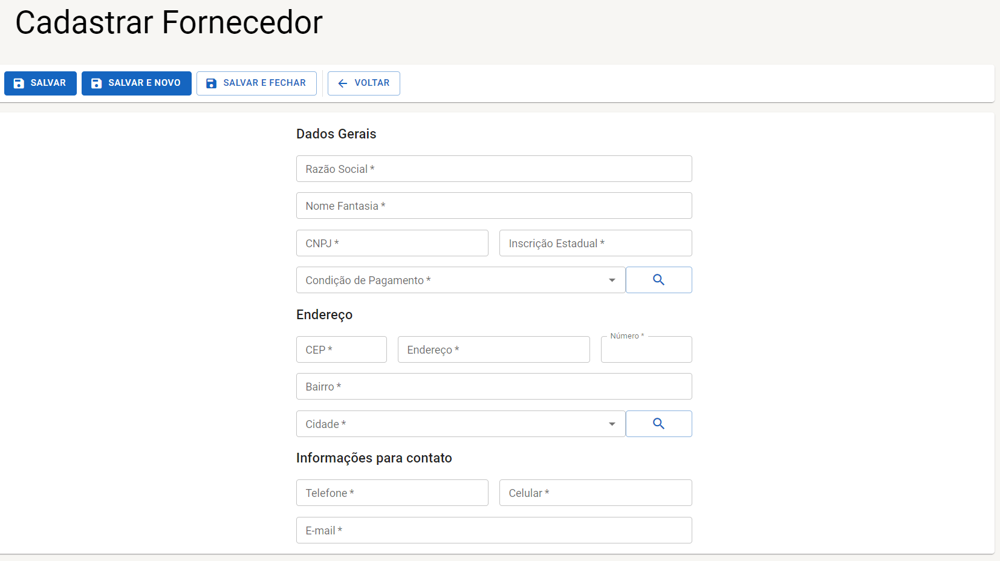 Cadastrar Fornecedor
SALVAR SALVAR E NOVO SALVAR E FECHAR VOLTAR
Dados Gerais
Razão Social *
Nome Fantasia *
CNPJ * Inscrição Estadual *
Condição de Pagamento *
Endereço
CEP * Endereço * Número *
Bairro *
Cidade *
Informações para contato
Telefone * Celular *
E-mail *